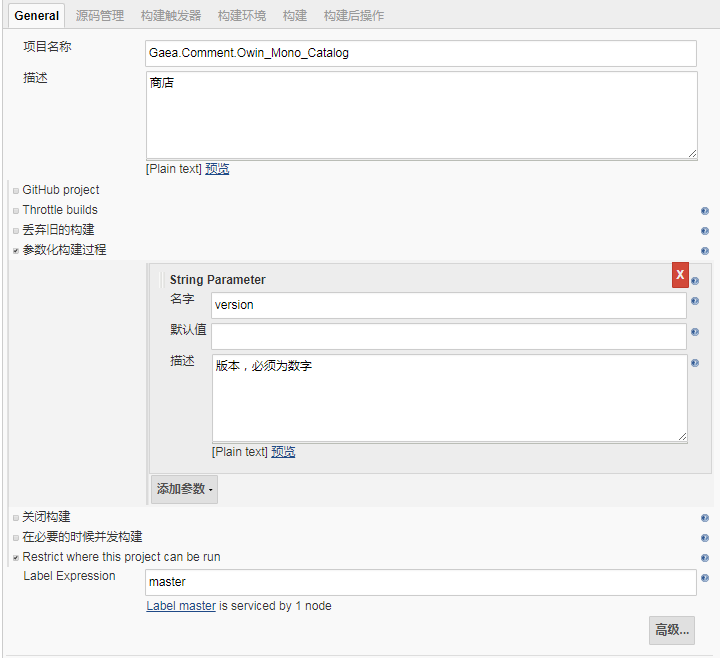 General 源码管理 构建触发器 构建环境 构建 构建后操作
项目名称 Gaea.Comment.Owin_Mono_Catalog
描述 商店
[Plain text] 预览
GitHub project
Throttle builds
丢弃旧的构建
参数化构建过程
String Parameter X
名字 version
默认值
描述 版本，必须为数字
[Plain text] 预览
添加参数
关闭构建
在必要的时候并发构建
Restrict where this project can be run
Label Expression master
Label master is serviced by 1 node
高级...